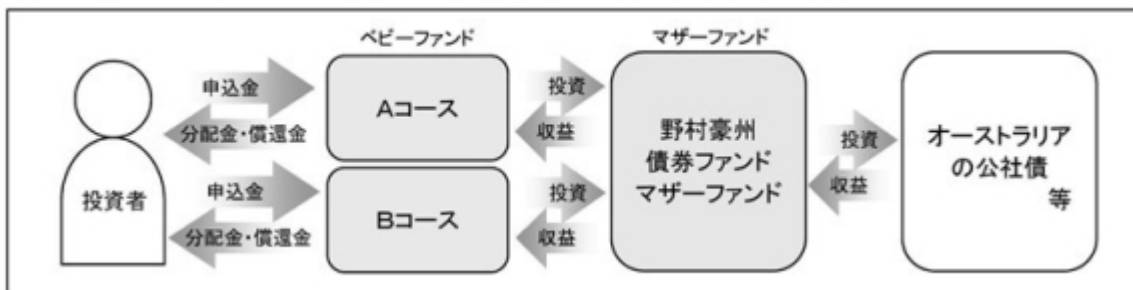 ベビーファンド
マザーファンド
申込金
分配金・償還金
Aコース
投資
収益
投資者
申込金
分配金・償還金
Bコース
投資
収益
野村豪州
債券ファンド
マザーファンド
投資
収益
オーストラリア
の公社債
等